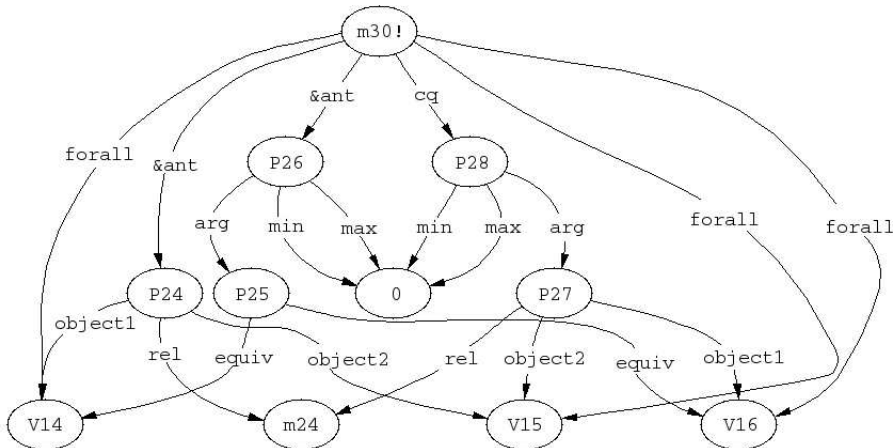 m30!
&ant cq
forall &ant P26 P28
arg min max min max arg forall forall
P24 P25 0 P27
object1 rel equiv object2 rel object2 equiv object1
V14 m24 V15 V16